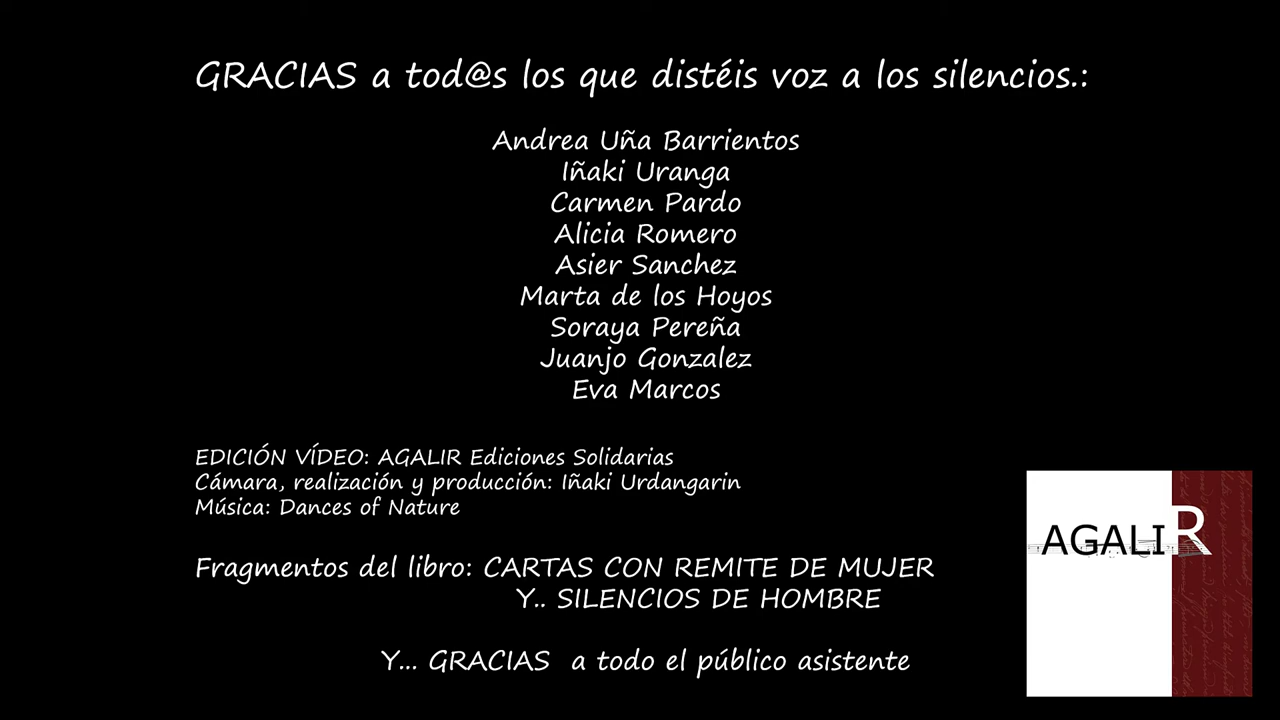 GRACIAS a tod@s los que distéis voz a los silencios.:
Andrea Uña Barrientos
Iñaki Uranga
Carmen Pardo
Alicia Romero
Asier Sanchez
Marta de los Hoyos
Soraya Pereña
Juanjo Gonzalez
Eva Marcos
EDICIÓN VÍDEO: AGALIR Ediciones Solidarias
Cámara, realización y producción: Iñaki Urdangarin
Música: Dances of Nature
Fragmentos del libro: CARTAS CON REMITE DE MUJER
Y.. SILENCIOS DE HOMBRE
Y... GRACIAS a todo el público asistente
AGALIR